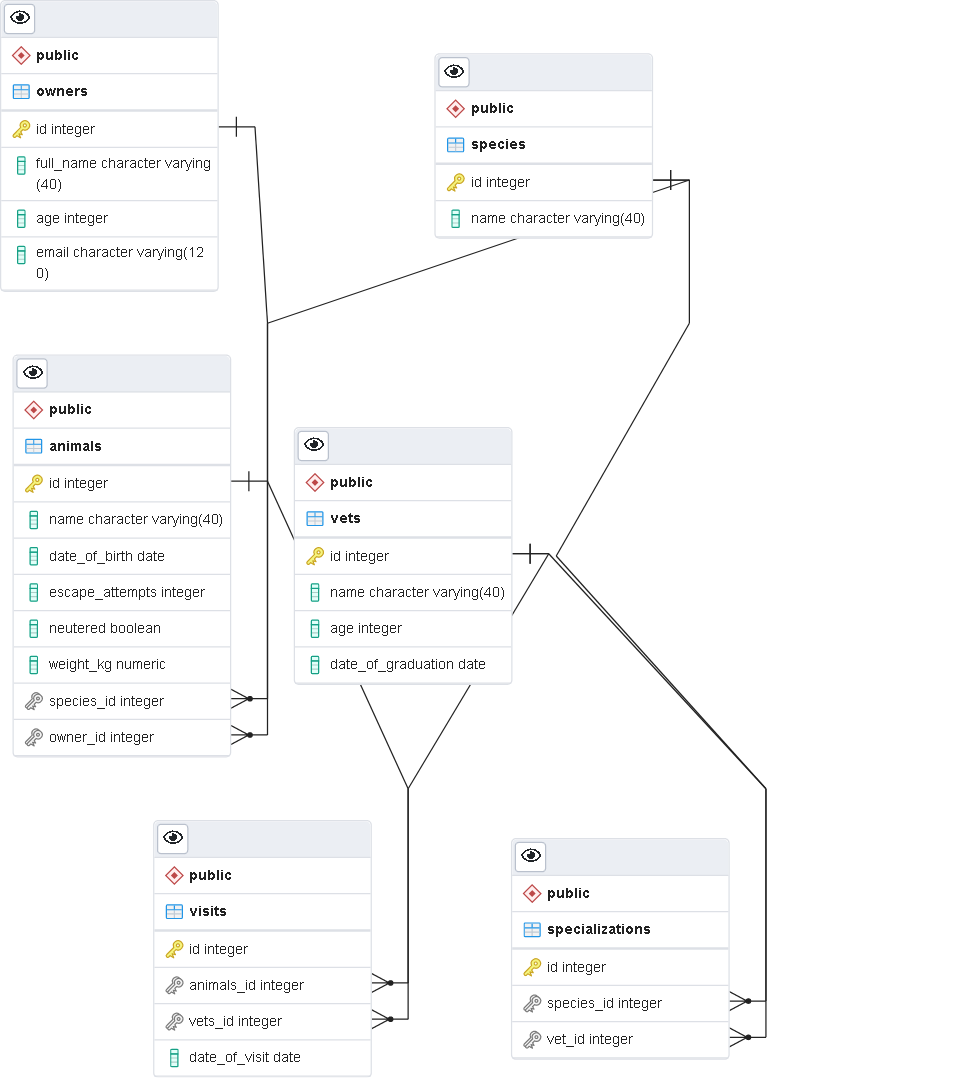 public
owners
id integer
full_name character varying
(40)
age integer
email character varying(12
0)
public
species
id integer
name character varying(40)
public
animals
id integer
name character varying(40)
date_of_birth date
escape_attempts integer
neutered boolean
weight_kg numeric
species_id integer
owner_id integer
public
vets
id integer
name character varying(40)
age integer
date_of_graduation date
public
visits
id integer
animals_id integer
vets_id integer
date_of_visit date
public
specializations
id integer
species_id integer
vet_id integer